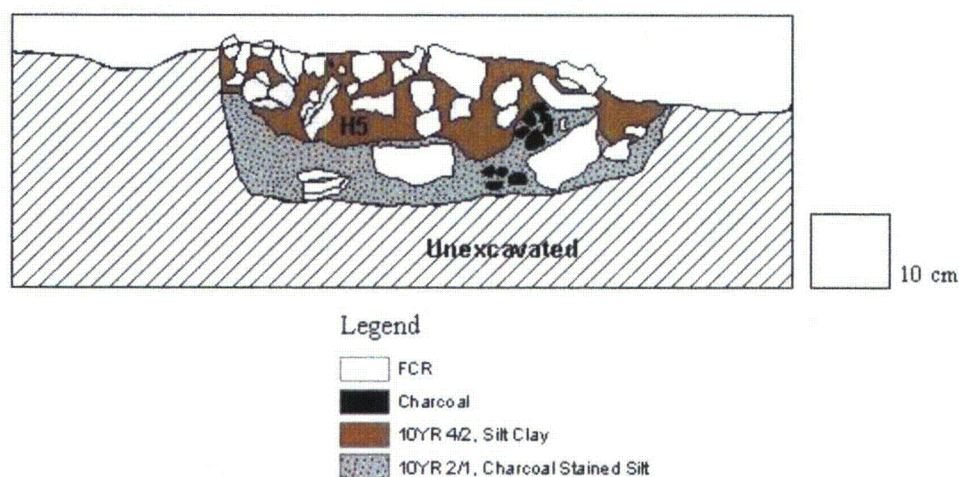 H5
Unexcavated
10 cm
Legend
FCR
Charcoal
10YR 4/2, Silt Clay
10YR 2/1, Charcoal Stained Silt